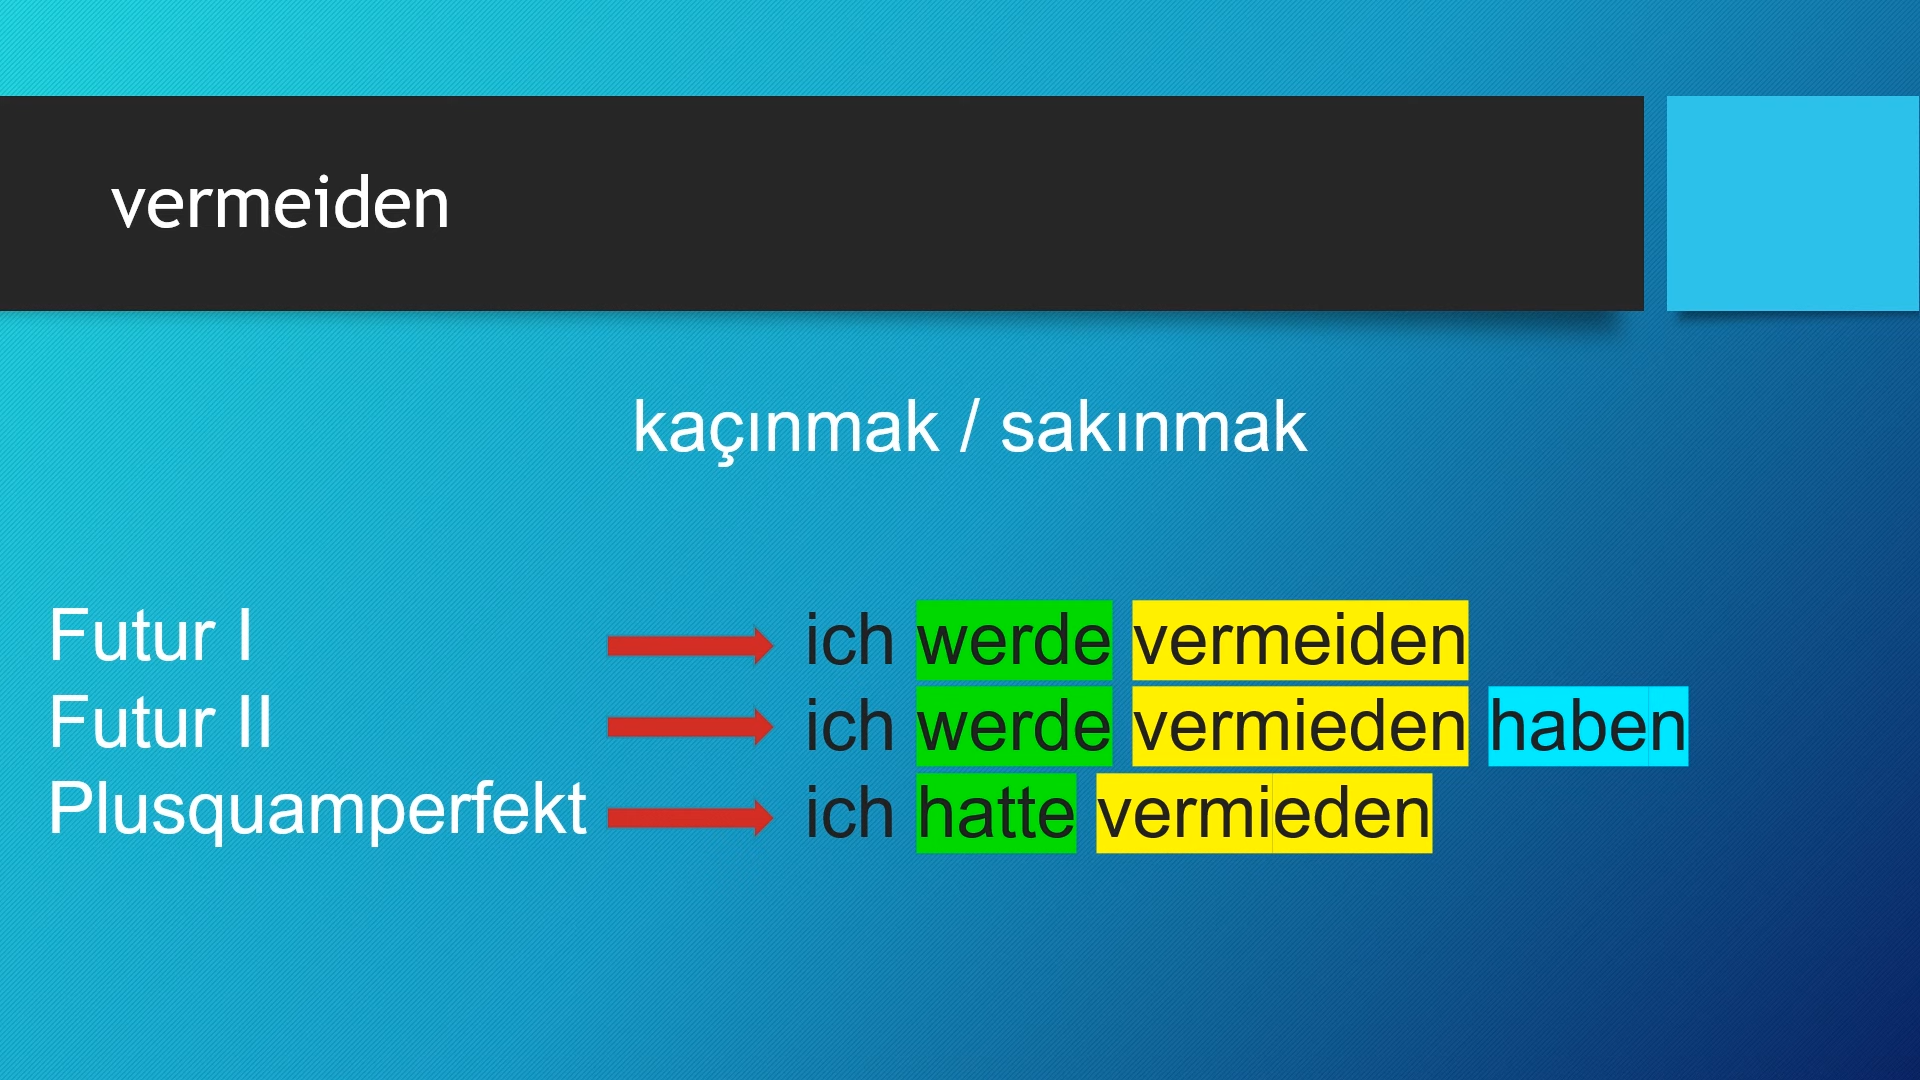 vermeiden
kaçınmak / sakınmak
Futur I ich werde vermeiden
Futur II ich werde vermieden haben
Plusquamperfekt ich hatte vermieden